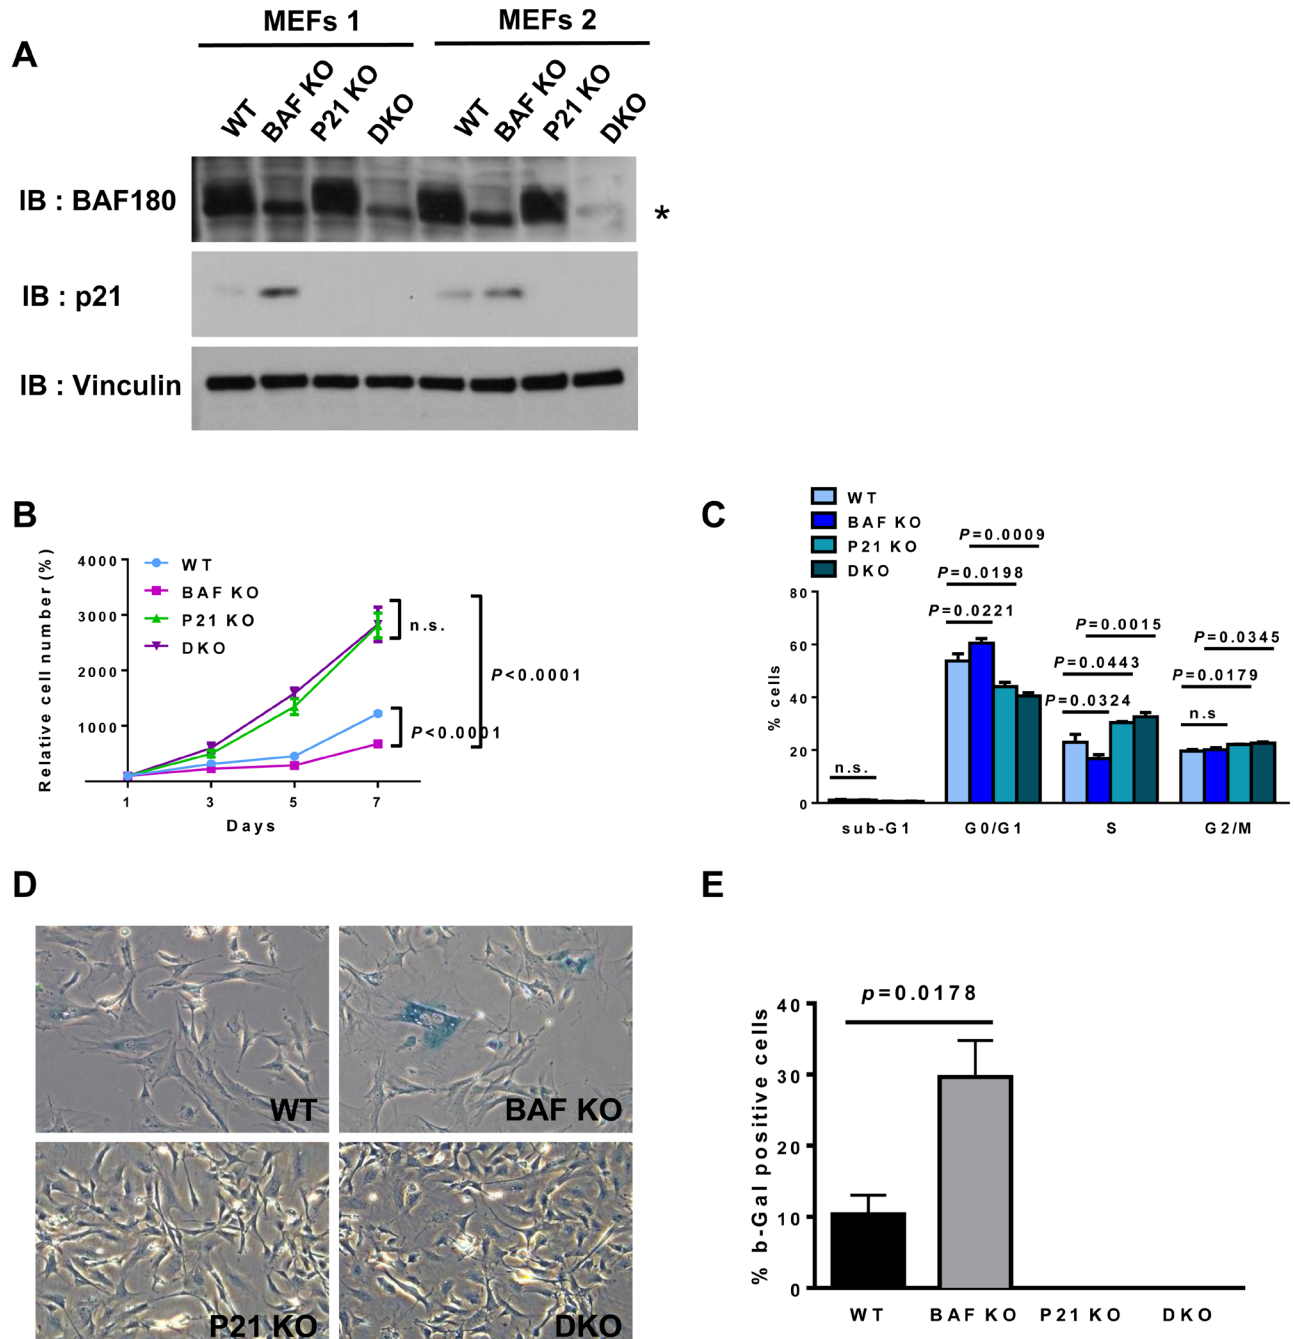 MEFs 1
MEFs 2
A
WT
BAF KO
P21 KO
DKO
WT
BAF KO
P21 KO
DKO
IB : BAF180
*
IB : p21
IB : Vinculin
B
Relative cell number (%)
4000
3000
2000
1000
WT
BAF KO
P21 KO
DKO
n.s.
P<0.0001
P<0.0001
1
3
5
7
Days
C
WT
BAF KO
P21 KO
DKO
P=0.0009
P=0.0198
P=0.0221
P=0.0015
P=0.0443
P=0.0324
P=0.0345
P=0.0179
n.s
n.s.
% cells
80
60
40
20
0
sub-G1
G0/G1
S
G2/M
D
WT
BAF KO
P21 KO
DKO
E
p=0.0178
% b-Gal positive cells
40
30
20
10
0
WT
BAF KO
P21 KO
DKO